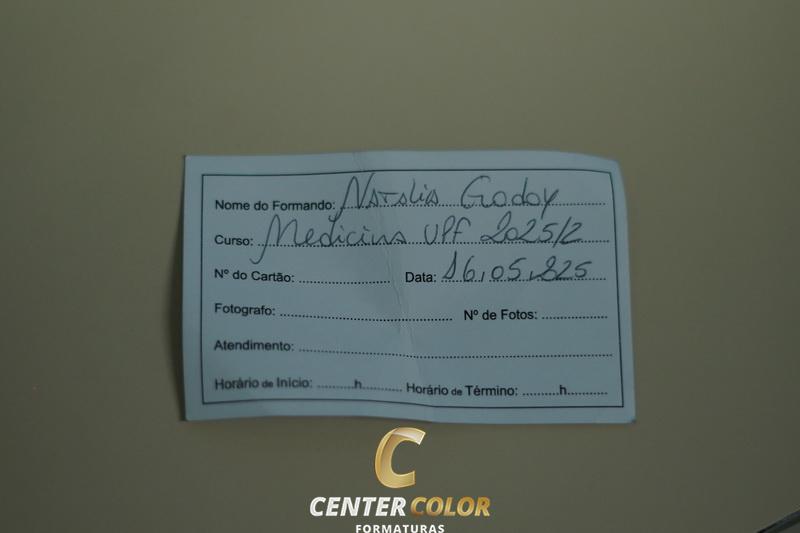 Nome do Formando: Natalia Godoy
Curso: Medicina UPF 2025/2
Nº do Cartão: .................... Data: 16,05,225
Fotografo: .................... Nº de Fotos: ....................
Atendimento: ....................
Horário de Início: ..........h.......... Horário de Término: ..........h..........
C
CENTER COLOR
FORMATURAS